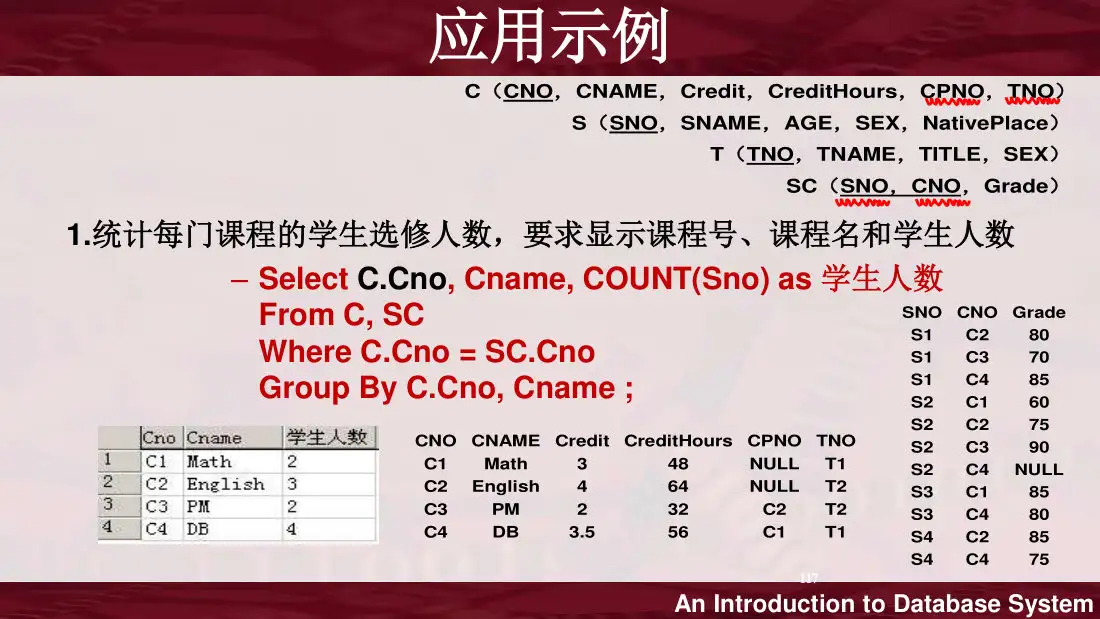 应用示例
C（CNO，CNAME，Credit，CreditHours，CPNO，TNO）
S（SNO，SNAME，AGE，SEX，NativePlace）
T（TNO，TNAME，TITLE，SEX）
SC（SNO，CNO，Grade）
1.统计每门课程的学生选修人数，要求显示课程号、课程名和学生人数
– Select C.Cno, Cname, COUNT(Sno) as 学生人数
From C, SC
Where C.Cno = SC.Cno
Group By C.Cno, Cname ;
Cno Cname 学生人数
1 C1 Math 2
2 C2 English 3
3 C3 PM 2
4 C4 DB 4
CNO CNAME Credit CreditHours CPNO TNO
C1 Math 3 48 NULL T1
C2 English 4 64 NULL T2
C3 PM 2 32 C2 T2
C4 DB 3.5 56 C1 T1
SNO CNO Grade
S1 C2 80
S1 C3 70
S1 C4 85
S2 C1 60
S2 C2 75
S2 C3 90
S2 C4 NULL
S3 C1 85
S3 C4 80
S4 C2 85
S4 C4 75
117
An Introduction to Database System